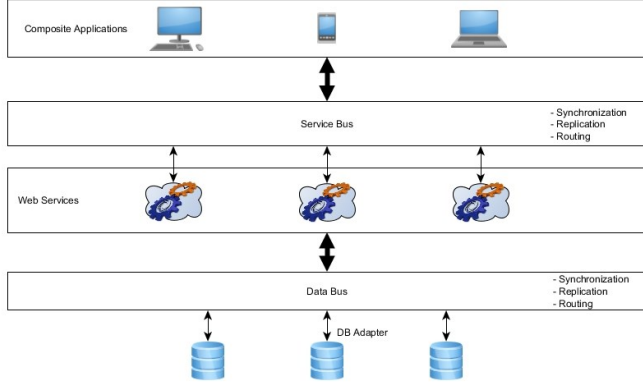 Composite Applications
Service Bus
- Synchronization
- Replication
- Routing
Web Services
Data Bus
- Synchronization
- Replication
- Routing
DB Adapter